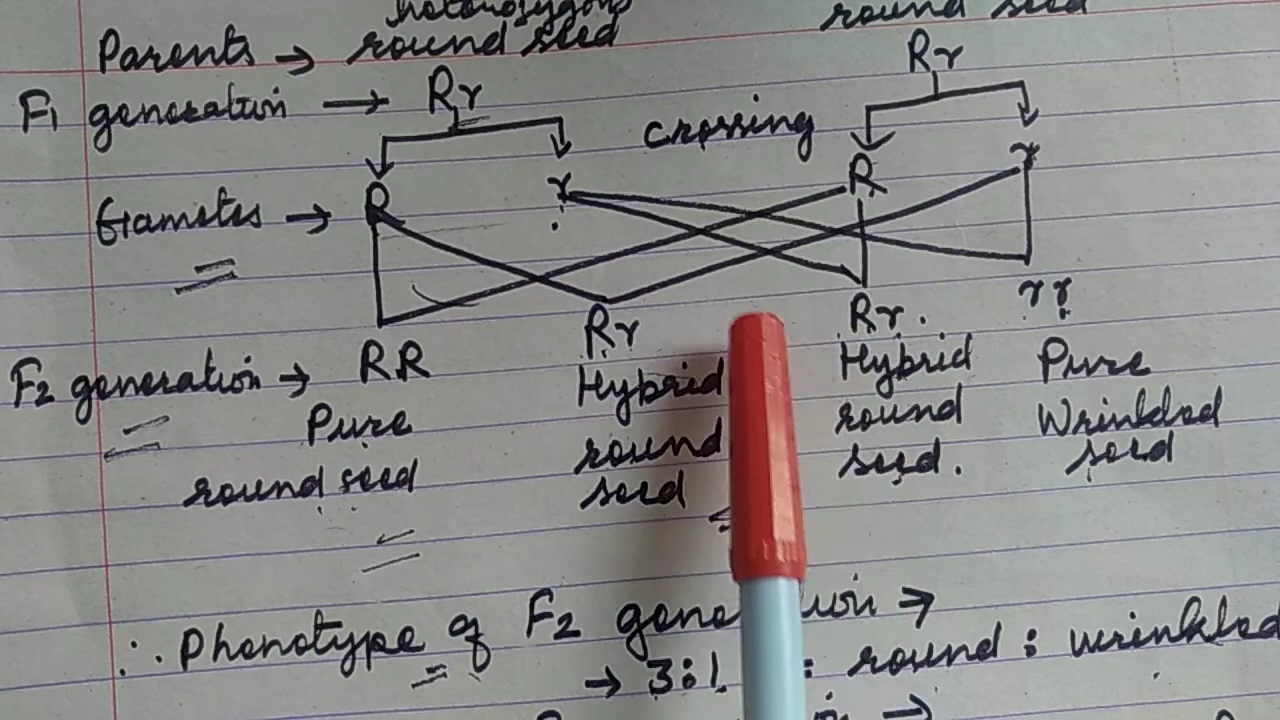 heterozygous
Parents → round seed round seed
F1 generation → Rr Rr
crossing
Gametes → R r R r
F2 generation → RR Rr Rr. rr
Pure Hybrid Hybrid Pure
round seed round round Wrinkled
seed seed. seed
∴ Phenotype of F2 →
→ 3:1 : round : wrinkled